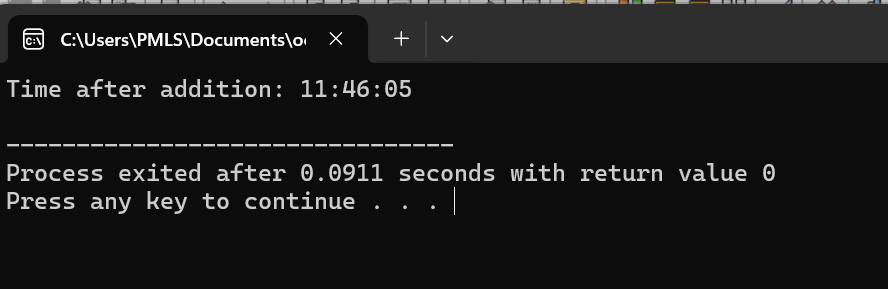 C:\Users\PMLS\Documents\o
Time after addition: 11:46:05
--------------------------------
Process exited after 0.0911 seconds with return value 0
Press any key to continue . . .